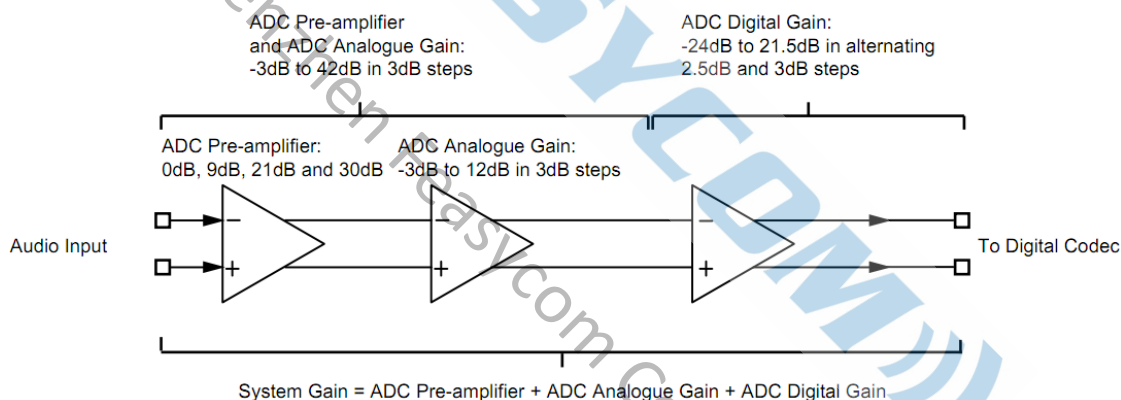 ADC Pre-amplifier
and ADC Analogue Gain:
-3dB to 42dB in 3dB steps
ADC Digital Gain:
-24dB to 21.5dB in alternating
2.5dB and 3dB steps
ADC Pre-amplifier:
0dB, 9dB, 21dB and 30dB
ADC Analogue Gain:
-3dB to 12dB in 3dB steps
Audio Input
− − −
+ + +
To Digital Codec
System Gain = ADC Pre-amplifier + ADC Analogue Gain + ADC Digital Gain
Feasycom